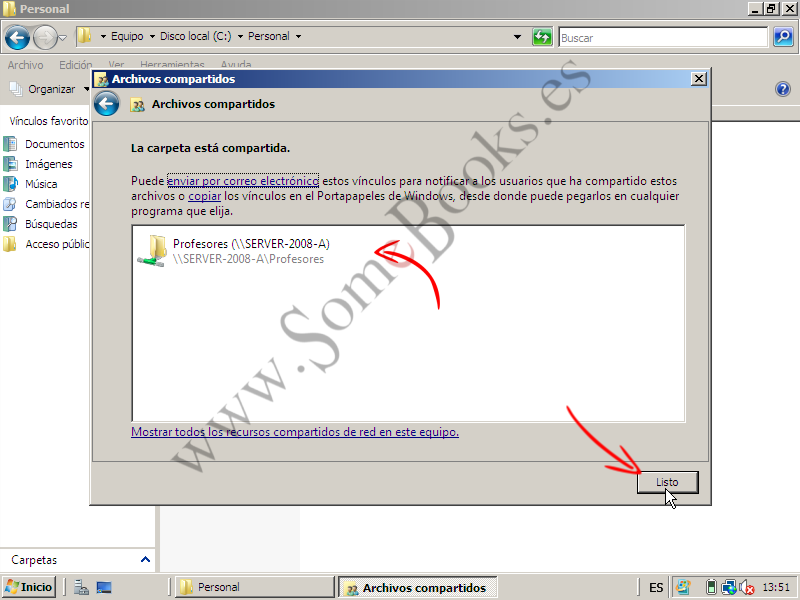 Personal
Equipo
Disco local (C:)
Personal
Buscar
Archivo Edición Ver Herramientas Ayuda
Organizar
Vínculos favorito
Documentos
Imágenes
Música
Cambiados re
Búsquedas
Acceso públic
Archivos compartidos
Archivos compartidos
La carpeta está compartida.
Puede enviar por correo electrónico estos vínculos para notificar a los usuarios que ha compartido estos
archivos o copiar los vínculos en el Portapapeles de Windows, desde donde puede pegarlos en cualquier
programa que elija.
Profesores (\\SERVER-2008-A)
\\SERVER-2008-A\Profesores
www.SomeBooks.es
Mostrar todos los recursos compartidos de red en este equipo.
Listo
Carpetas
Inicio
Personal
Archivos compartidos
ES
13:51